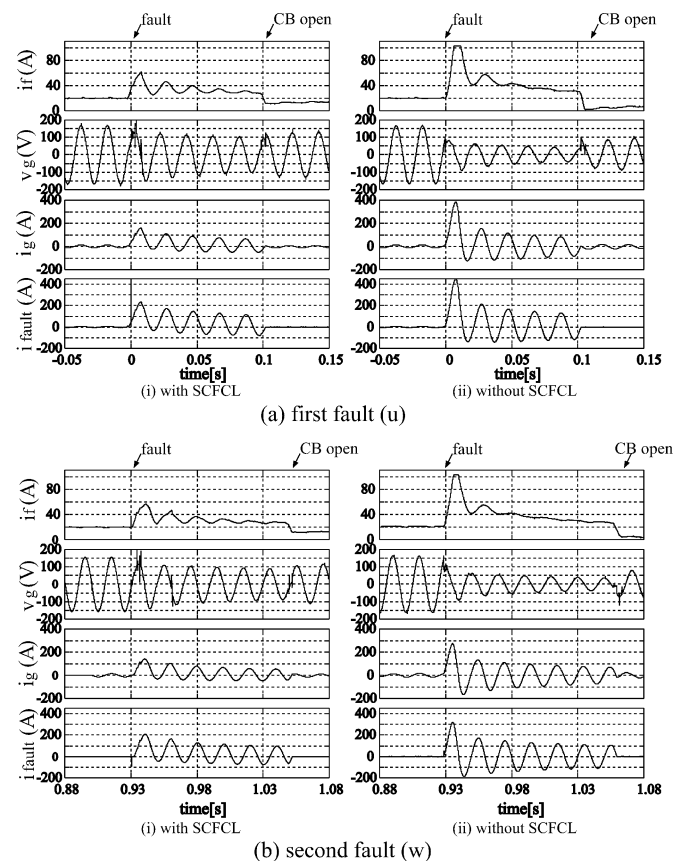 fault CB open fault CB open
if (A) 80 40 0 80 40 0
vg (V) 200 100 0 -100 -200 200 100 0 -100 -200
ig (A) 400 200 0 -200 400 200 0 -200
i fault (A) 400 200 0 -200 400 200 0 -200
-0.05 0 0.05 0.1 0.15 -0.05 0 0.05 0.1 0.15
time[s] time[s]
(i) with SCFCL (ii) without SCFCL
(a) first fault (u)
fault CB open fault CB open
if (A) 80 40 0 80 40 0
vg (V) 200 100 0 -100 200 200 100 0 -100 200
ig (A) 400 200 0 200 400 200 0 200
i fault (A) 400 200 0 200 400 200 0 200
0.88 0.93 0.98 1.03 1.08 0.88 0.93 0.98 1.03 1.08
time[s] time[s]
(i) with SCFCL (ii) without SCFCL
(b) second fault (w)